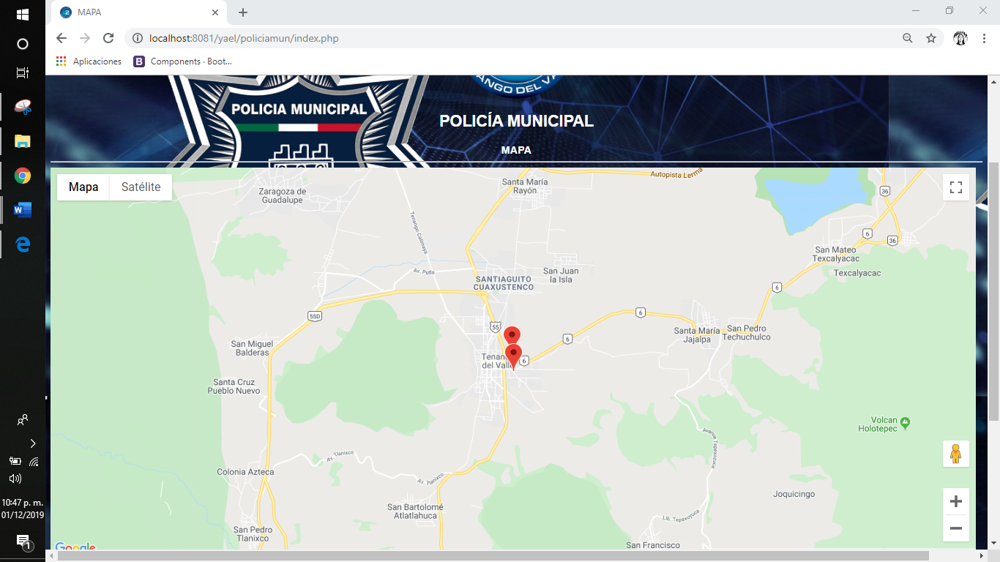 MAPA
localhost:8081/yael/policiamun/index.php
Aplicaciones
B Components · Boot...
POLICIA MUNICIPAL
ANGO DEL VA
POLICÍA MUNICIPAL
MAPA
Mapa
Satélite
Autopista Lerma
Santa María
Rayón
Zaragoza de
Guadalupe
36
Tenango-Calimaya
6
36
San Mateo
Texcalyacac
Texcalyacac
Av. Putla
San Juan
la Isla
SANTIAGUITO
CUAXUSTENCO
6
55D
6
55
6
Santa María
Jajalpa
San Pedro
Techuchulco
San Miguel
Balderas
Tenango
del Valle
6
Santa Cruz
Pueblo Nuevo
Volcan
Holotepec
Av. Tlanixco
Colonia Azteca
Av. Tlanixco
Joquicingo
San Bartolomé
Atlatlahuca
Lib. Tepexoyuca
San Pedro
Tlanixco
San Francisco
Google
10:47 p. m.
01/12/2019
1